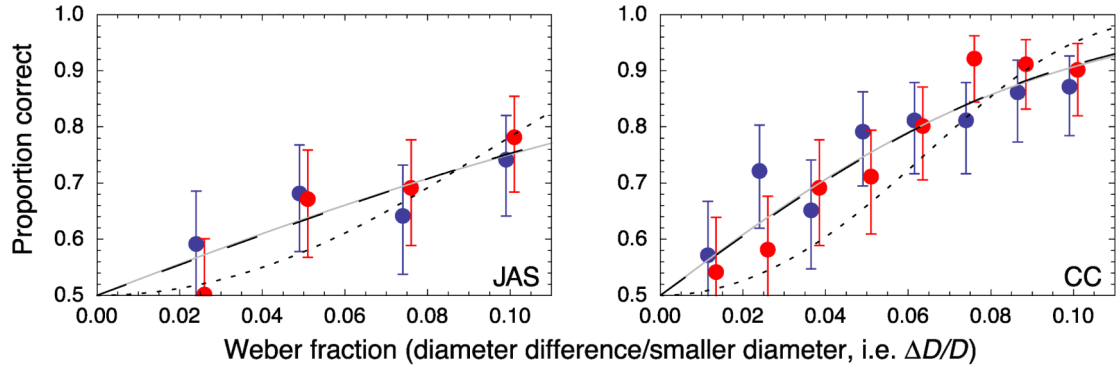 Proportion correct
1.0
0.9
0.8
0.7
0.6
0.5
0.00 0.02 0.04 0.06 0.08 0.10
JAS
1.0
0.9
0.8
0.7
0.6
0.5
0.00 0.02 0.04 0.06 0.08 0.10
CC
Weber fraction (diameter difference/smaller diameter, i.e. ΔD/D)